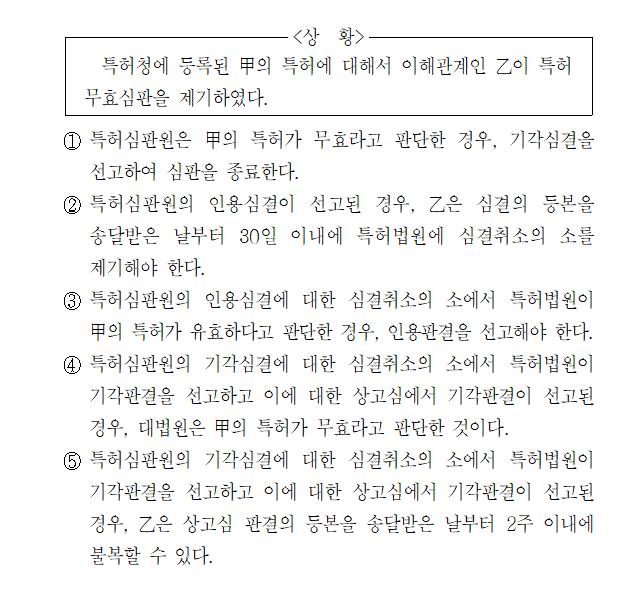 <상 황>
특허청에 등록된 甲의 특허에 대해서 이해관계인 乙이 특허
무효심판을 제기하였다.
① 특허심판원은 甲의 특허가 무효라고 판단한 경우, 기각심결을
선고하여 심판을 종료한다.
② 특허심판원의 인용심결이 선고된 경우, 乙은 심결의 등본을
송달받은 날부터 30일 이내에 특허법원에 심결취소의 소를
제기해야 한다.
③ 특허심판원의 인용심결에 대한 심결취소의 소에서 특허법원이
甲의 특허가 유효하다고 판단한 경우, 인용판결을 선고해야 한다.
④ 특허심판원의 기각심결에 대한 심결취소의 소에서 특허법원이
기각판결을 선고하고 이에 대한 상고심에서 기각판결이 선고된
경우, 대법원은 甲의 특허가 무효라고 판단한 것이다.
⑤ 특허심판원의 기각심결에 대한 심결취소의 소에서 특허법원이
기각판결을 선고하고 이에 대한 상고심에서 기각판결이 선고된
경우, 乙은 상고심 판결의 등본을 송달받은 날부터 2주 이내에
불복할 수 있다.